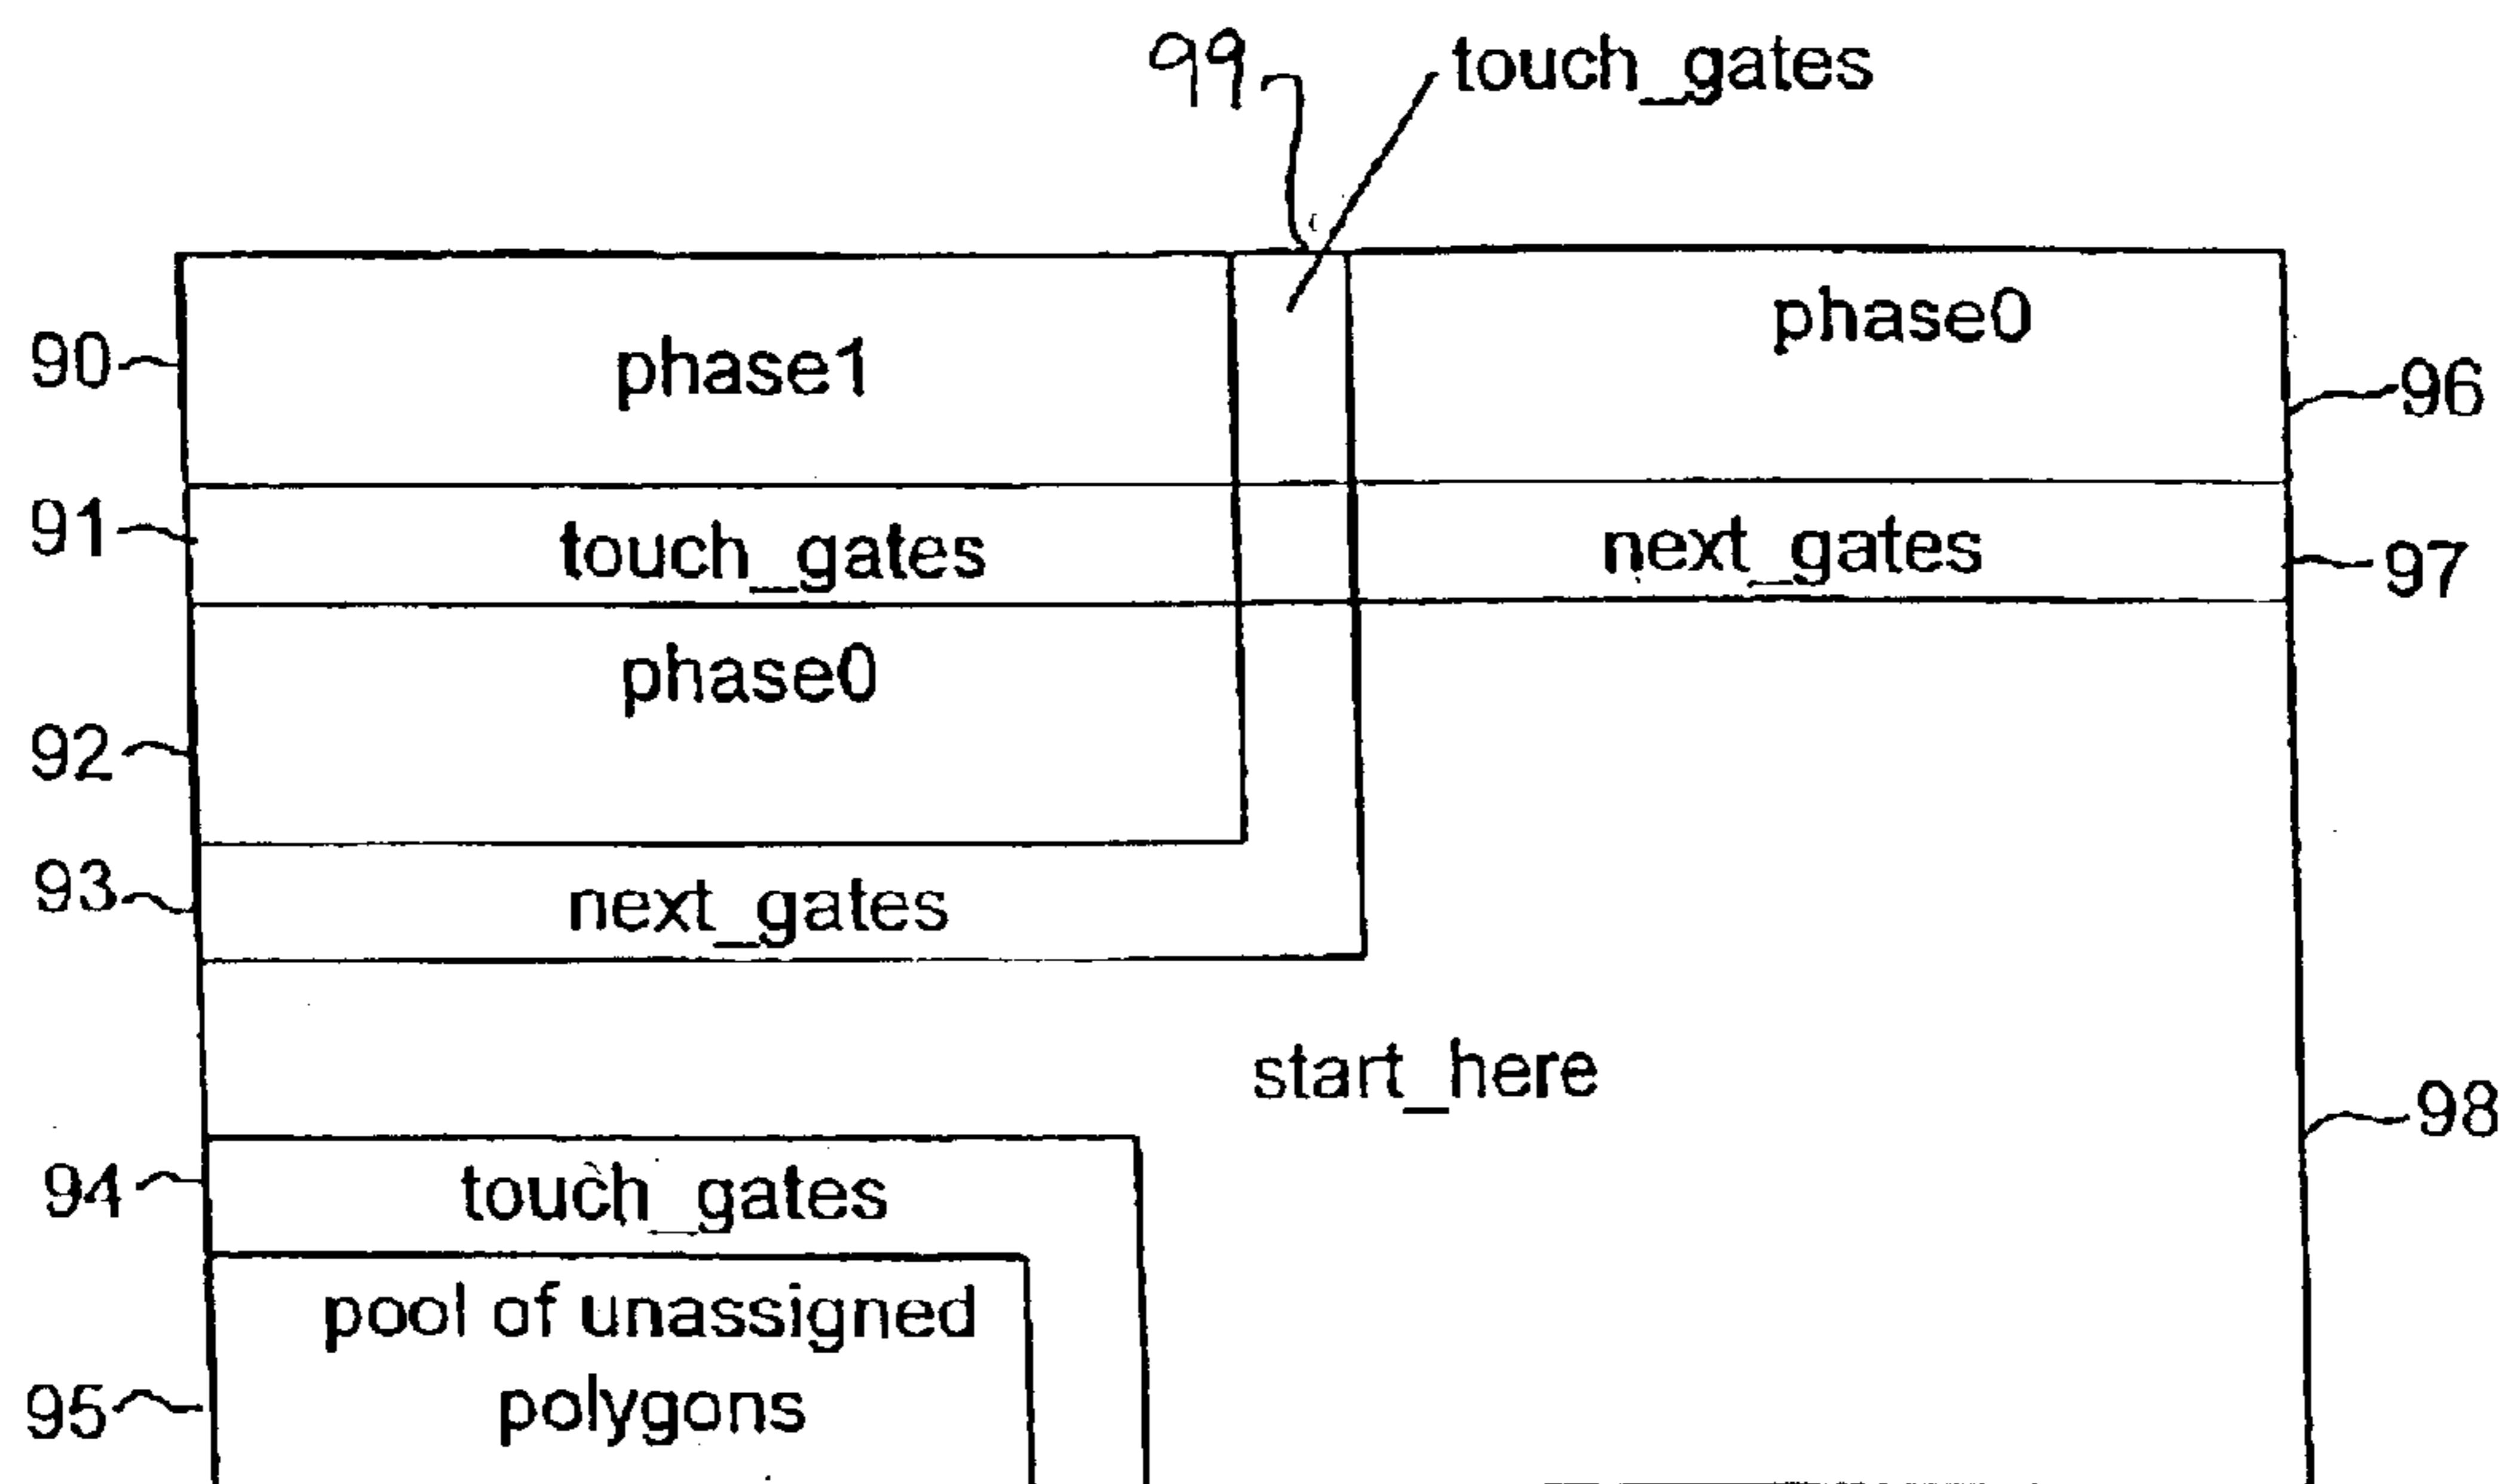 99 touch_gates
90 phase1 phase0 96
91 touch_gates next_gates 97
92 phase0
93 next_gates
start_here 98
94 touch_gates
pool of unassigned
95 polygons